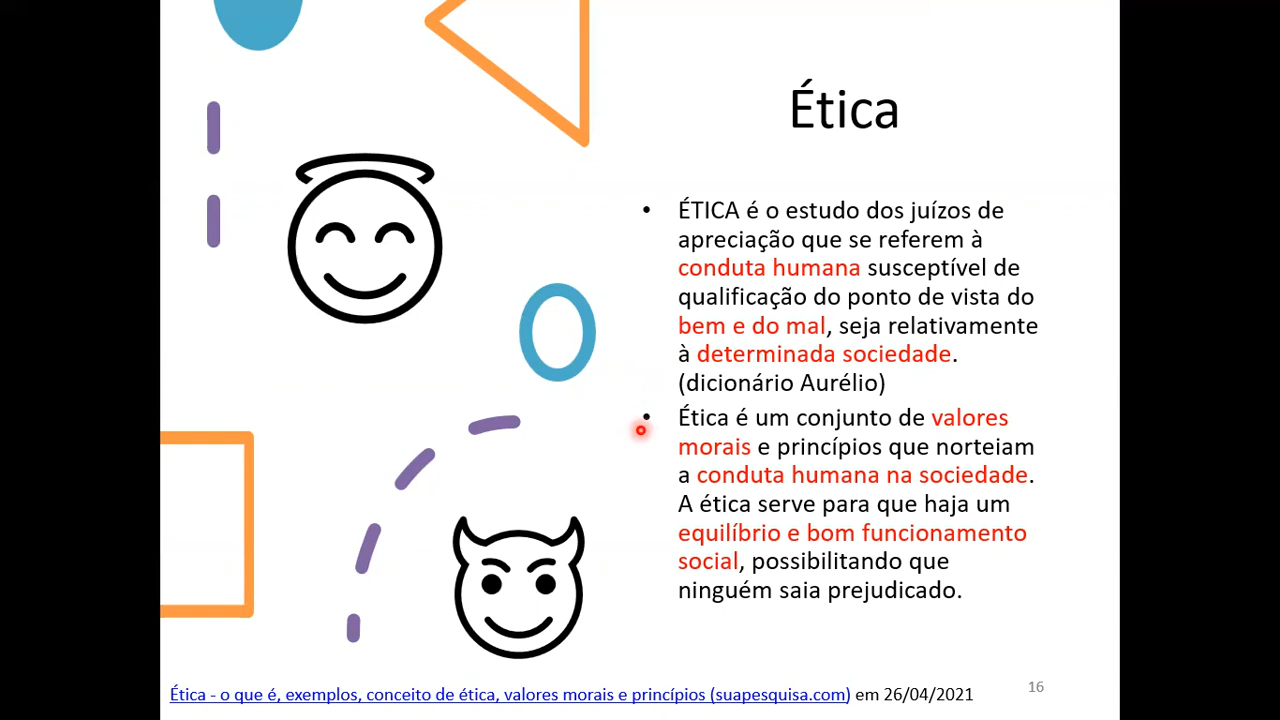 Ética
• ÉTICA é o estudo dos juízos de
apreciação que se referem à
conduta humana susceptível de
qualificação do ponto de vista do
bem e do mal, seja relativamente
à determinada sociedade.
(dicionário Aurélio)
• Ética é um conjunto de valores
morais e princípios que norteiam
a conduta humana na sociedade.
A ética serve para que haja um
equilíbrio e bom funcionamento
social, possibilitando que
ninguém saia prejudicado.
Ética - o que é, exemplos, conceito de ética, valores morais e princípios (suapesquisa.com) em 26/04/2021
16